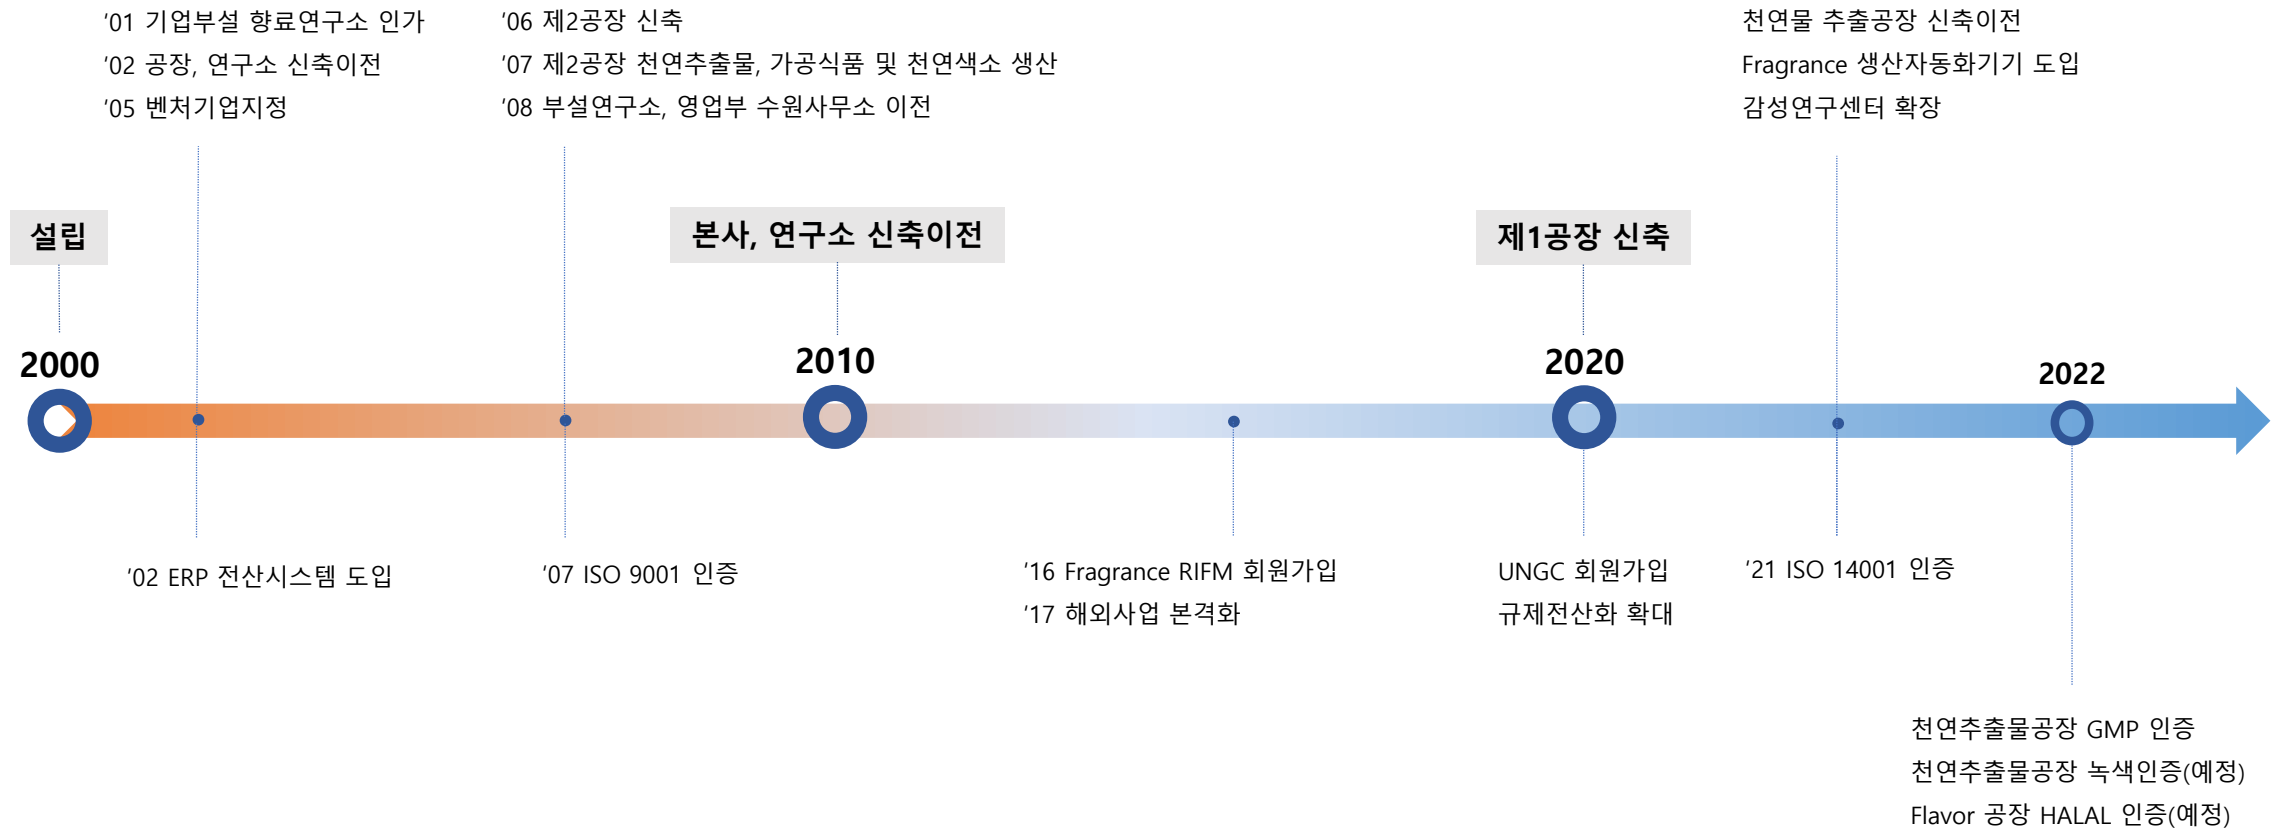 '01 기업부설 향료연구소 인가
'02 공장, 연구소 신축이전
'05 벤처기업지정
'06 제2공장 신축
'07 제2공장 천연추출물, 가공식품 및 천연색소 생산
'08 부설연구소, 영업부 수원사무소 이전
천연물 추출공장 신축이전
Fragrance 생산자동화기기 도입
감성연구센터 확장
설립
본사, 연구소 신축이전
제1공장 신축
2000
2010
2020
2022
'02 ERP 전산시스템 도입
'07 ISO 9001 인증
'16 Fragrance RIFM 회원가입
'17 해외사업 본격화
UNGC 회원가입
규제전산화 확대
'21 ISO 14001 인증
천연추출물공장 GMP 인증
천연추출물공장 녹색인증(예정)
Flavor 공장 HALAL 인증(예정)